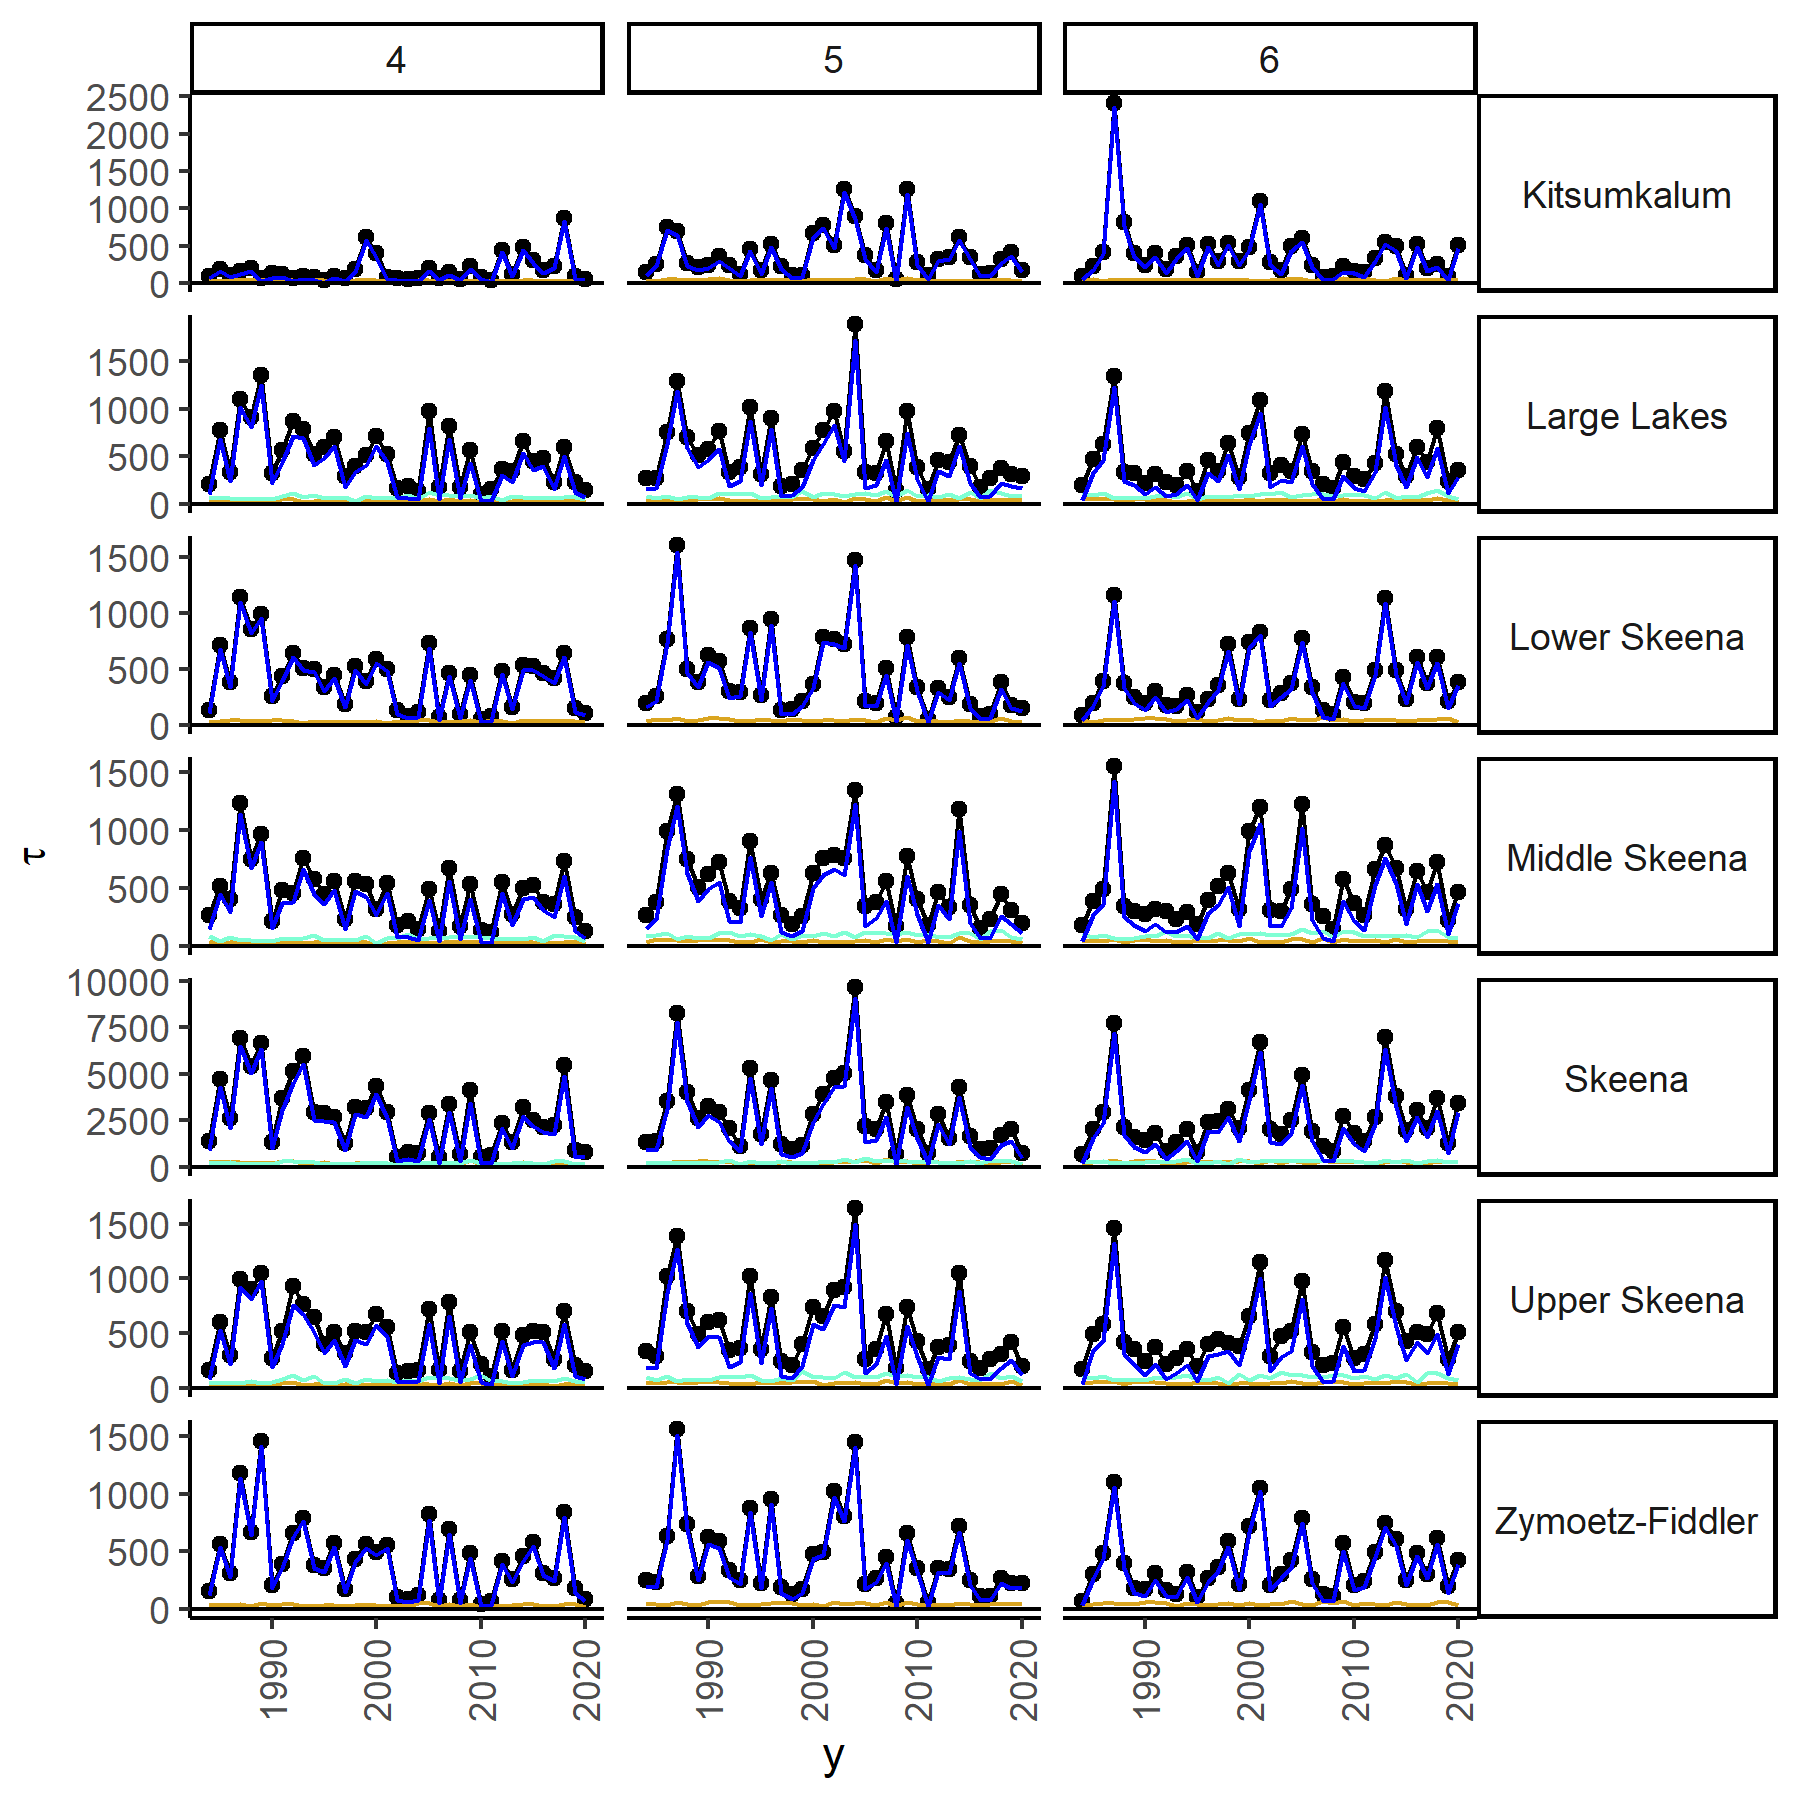 4 5 6
2500
2000
1500
1000
500
0
Kitsumkalum
1500
1000
500
0
Large Lakes
1500
1000
500
0
Lower Skeena
1500
1000
500
0
Middle Skeena
10000
7500
5000
2500
0
Skeena
1500
1000
500
0
Upper Skeena
1500
1000
500
0
Zymoetz-Fiddler
τ
1990 2000 2010 2020 1990 2000 2010 2020 1990 2000 2010 2020
y